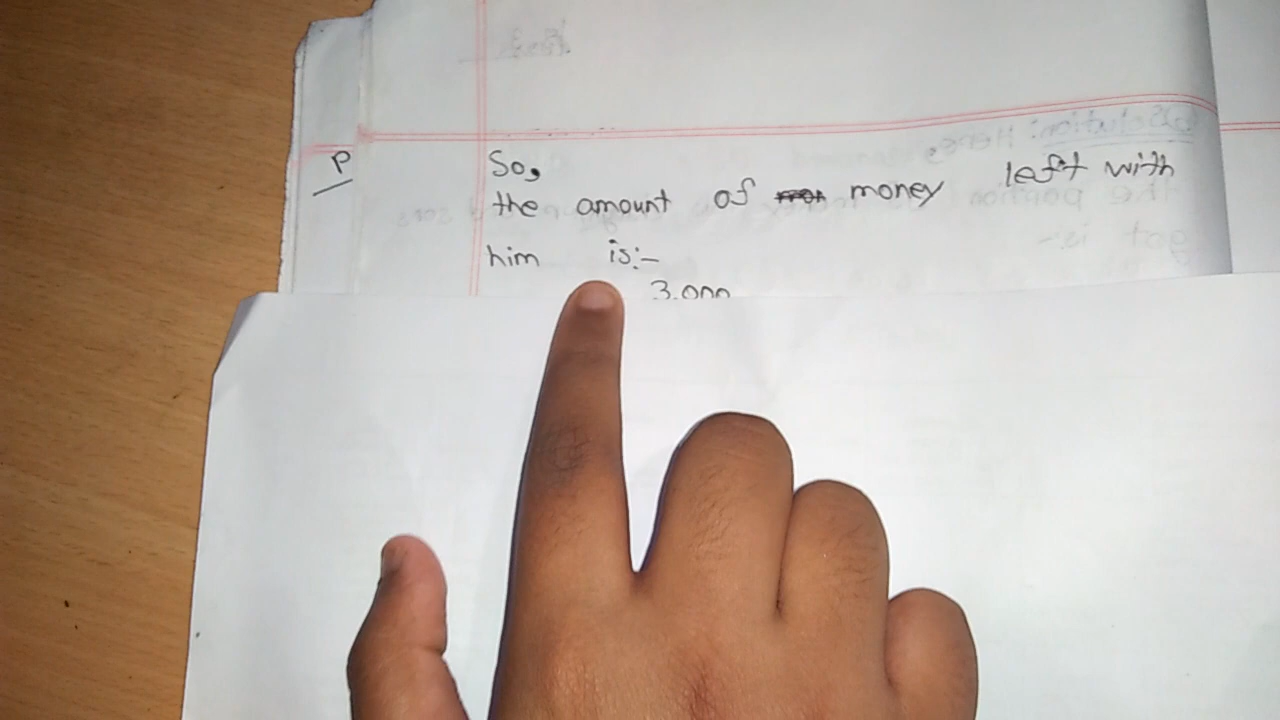 P
So,
the amount of money left with
him is:-